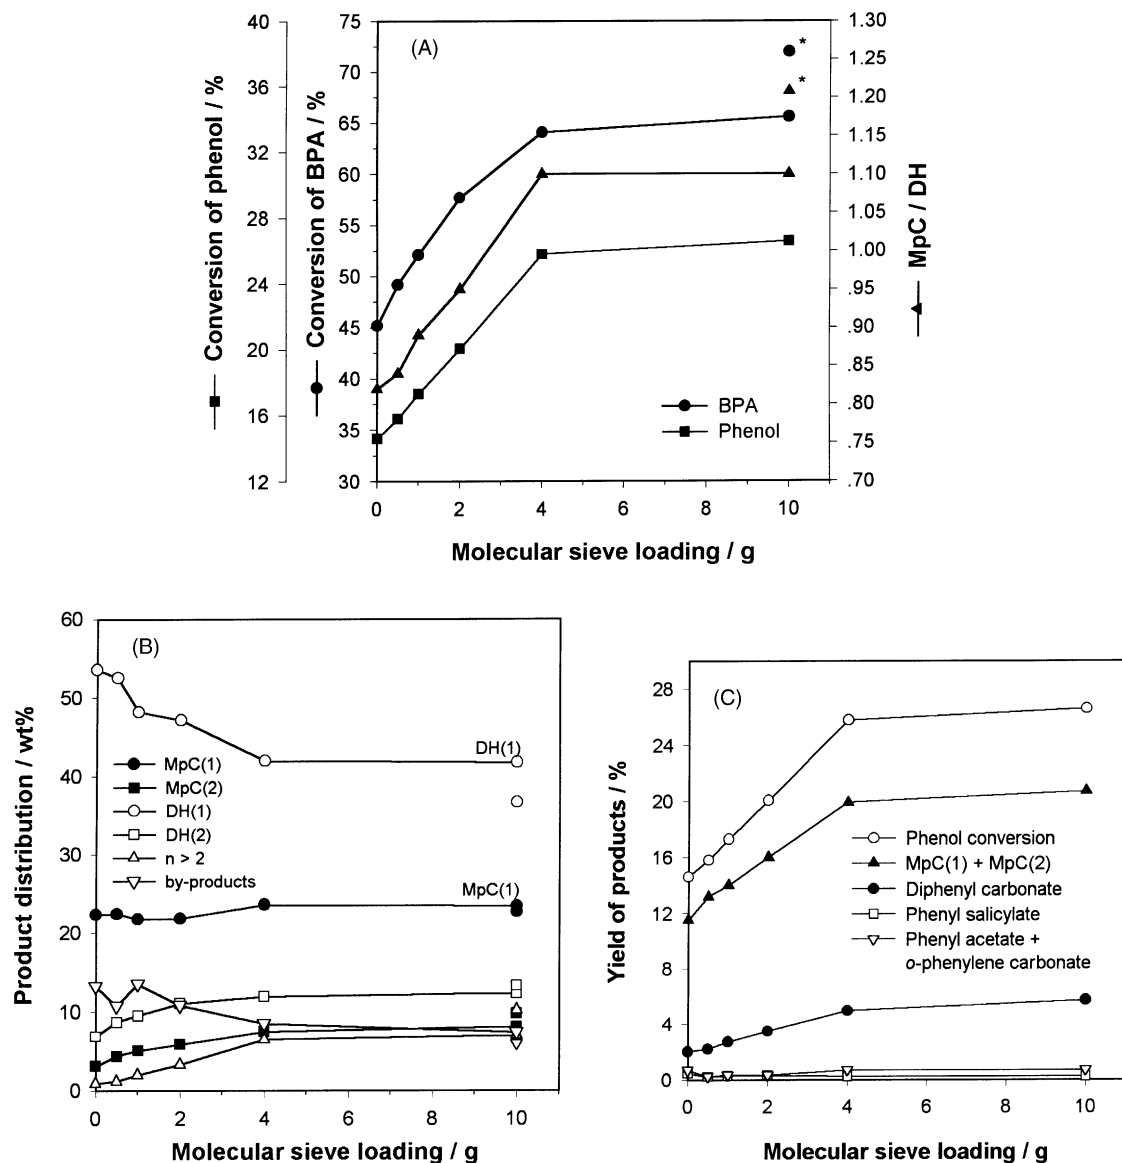 (A)
Conversion of phenol / %
40
36
32
28
24
20
16
12
Conversion of BPA / %
75
70
65
60
55
50
45
40
35
30
*
*
BPA
Phenol
1.30
1.25
1.20
1.15
1.10
1.05
1.00
.95
.90
.85
.80
.75
.70
MpC / DH
0 2 4 6 8 10
Molecular sieve loading / g
(B)
Product distribution / wt%
60
50
40
30
20
10
0
MpC(1)
MpC(2)
DH(1)
DH(2)
n > 2
by-products
DH(1)
MpC(1)
0 2 4 6 8 10
Molecular sieve loading / g
(C)
Yield of products / %
28
24
20
16
12
8
4
0
Phenol conversion
MpC(1) + MpC(2)
Diphenyl carbonate
Phenyl salicylate
Phenyl acetate +
o-phenylene carbonate
0 2 4 6 8 10
Molecular sieve loading / g